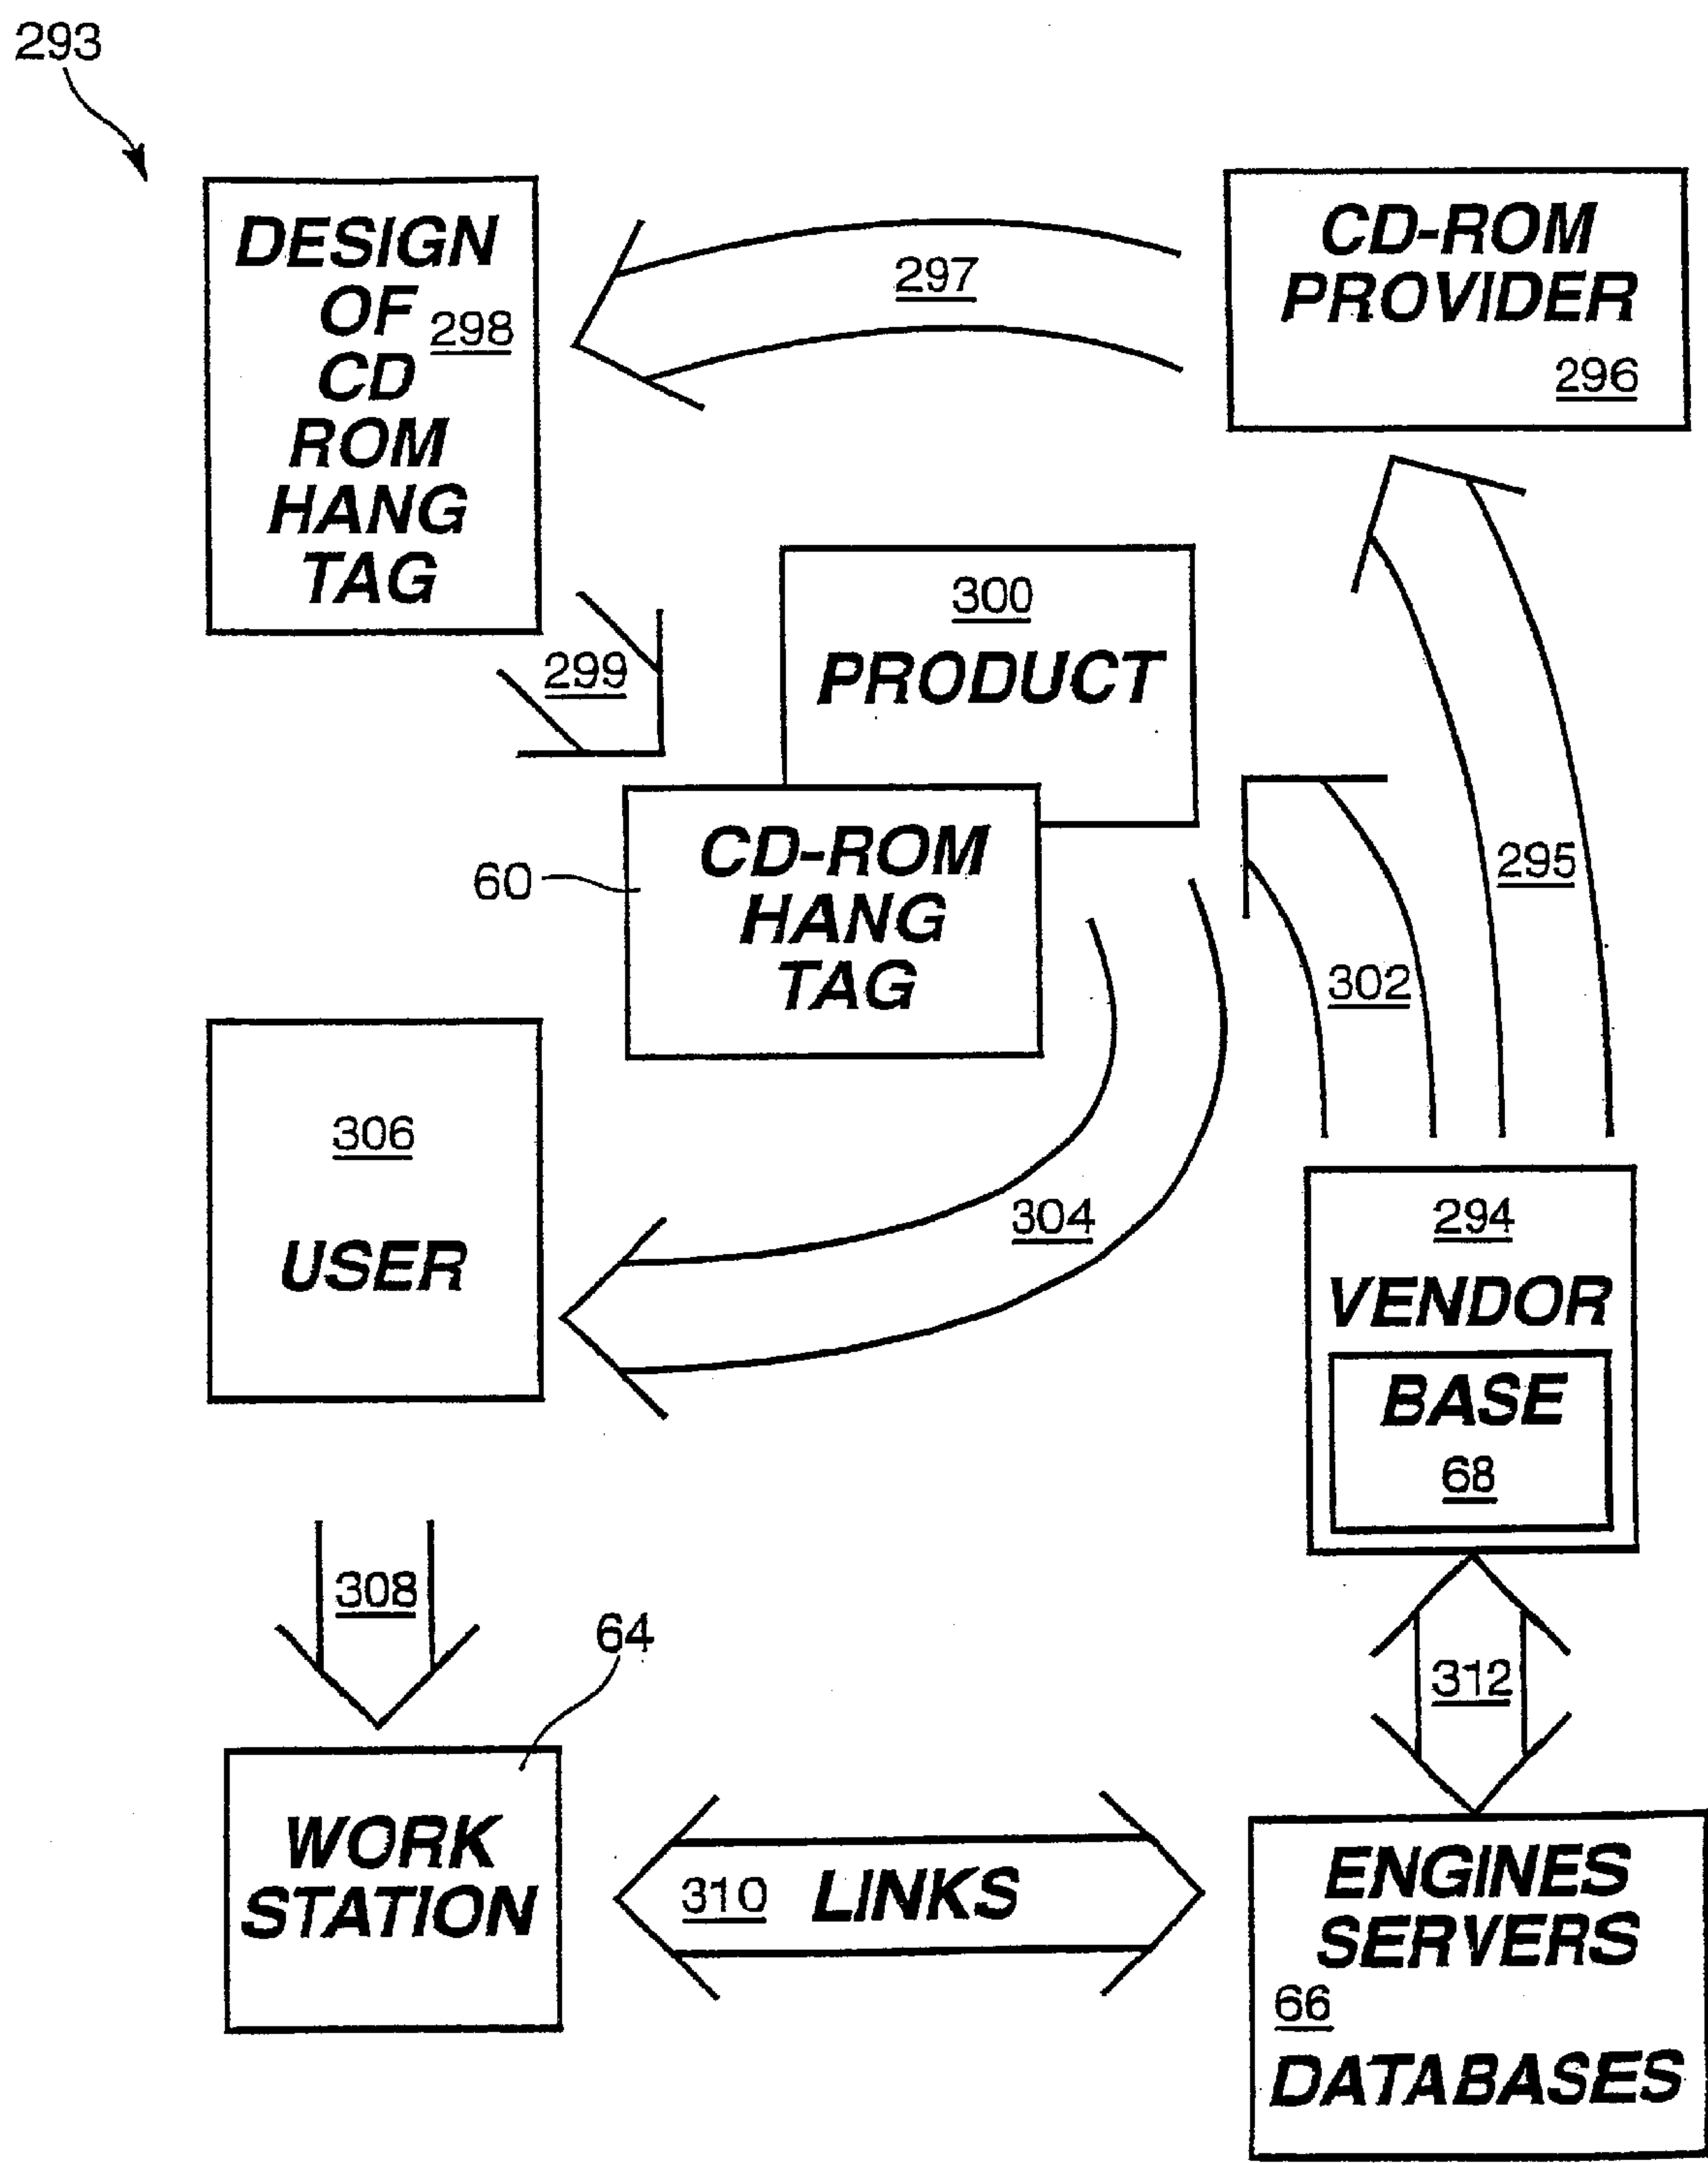 293
DESIGN
OF 298
CD
ROM
HANG
TAG
297
CD-ROM
PROVIDER
296
299
300
PRODUCT
60
CD-ROM
HANG
TAG
295
302
306
USER
304
294
VENDOR
BASE
68
308
64
312
WORK
STATION
310 LINKS
ENGINES
SERVERS
66
DATABASES